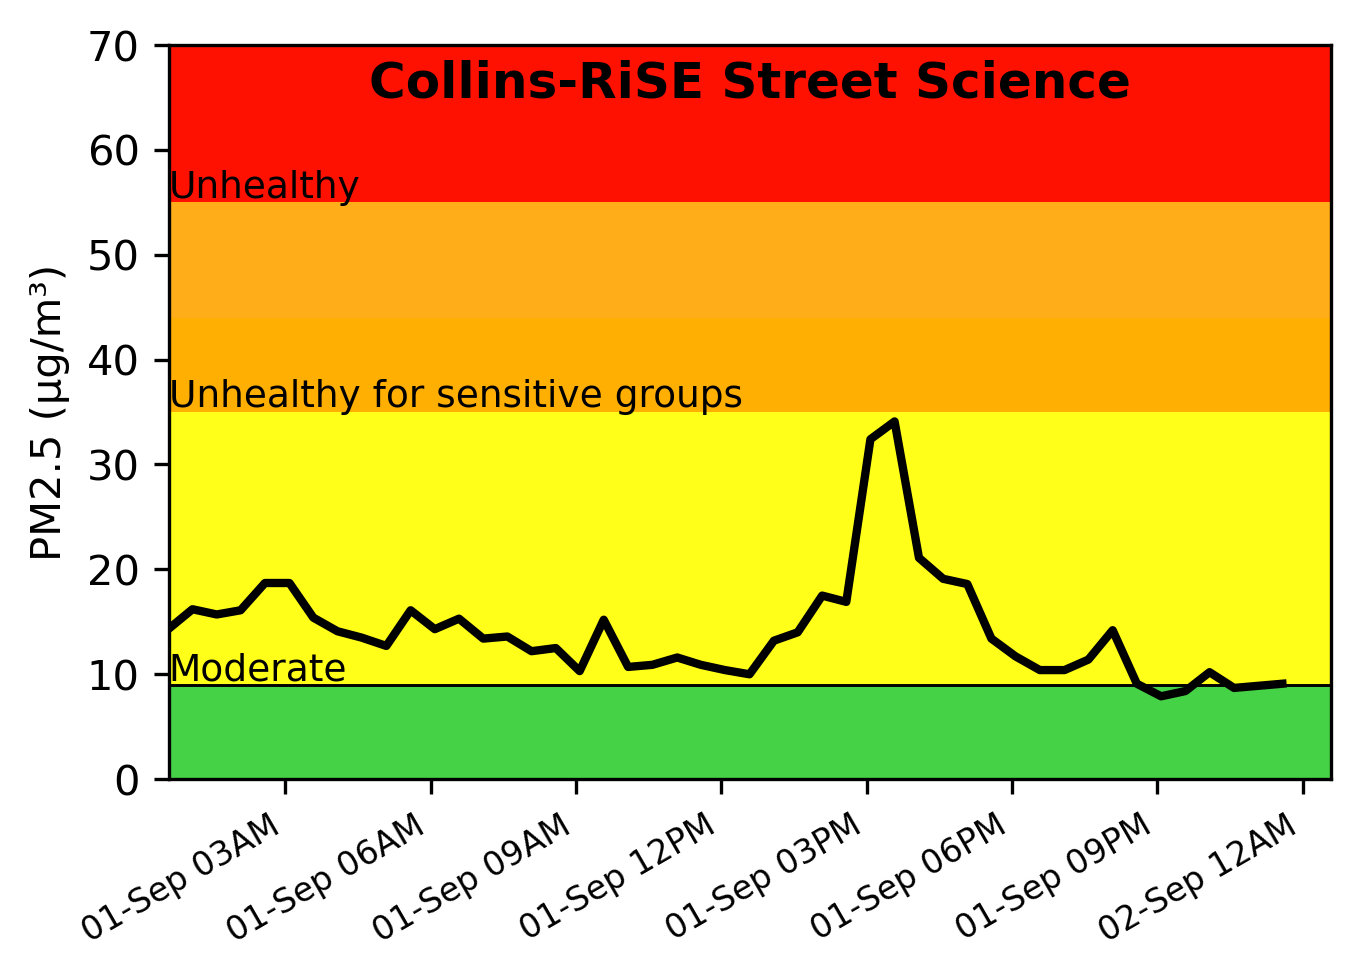 Collins-RiSE Street Science
PM2.5 (µg/m³)
70
60
Unhealthy
50
40
Unhealthy for sensitive groups
30
20
Moderate
10
0
01-Sep 03AM
01-Sep 06AM
01-Sep 09AM
01-Sep 12PM
01-Sep 03PM
01-Sep 06PM
01-Sep 09PM
02-Sep 12AM